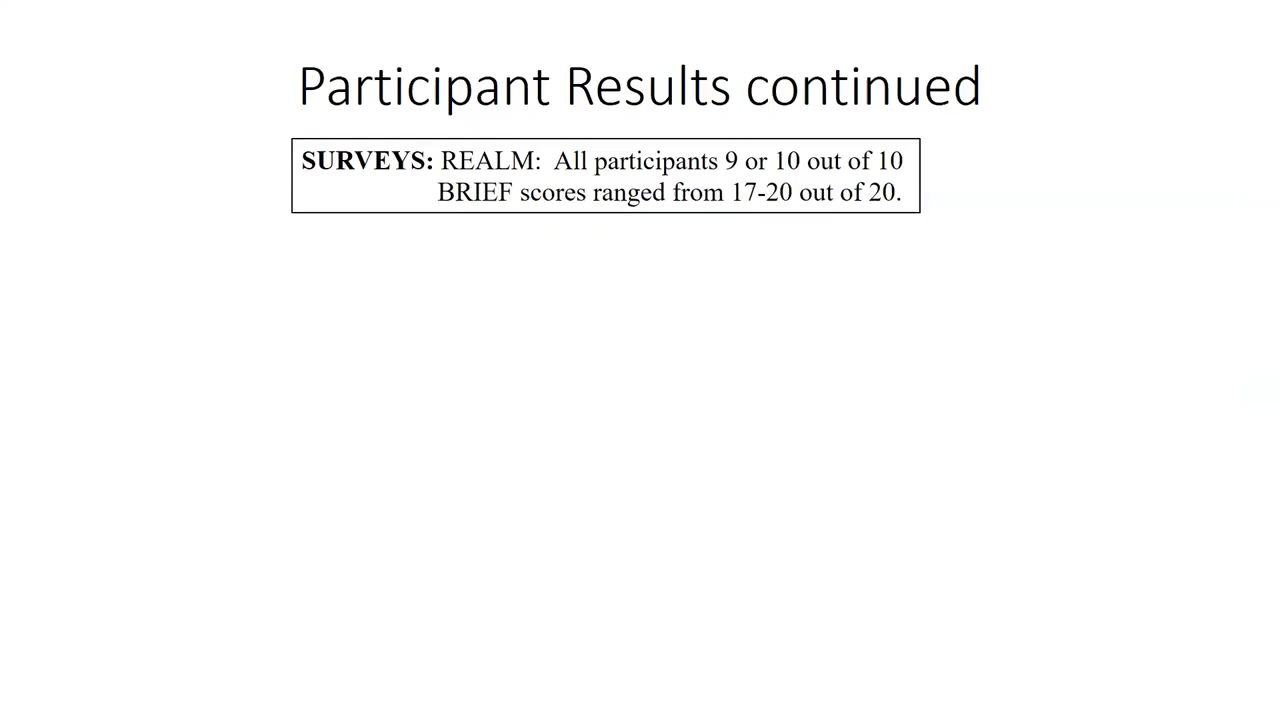 Participant Results continued
SURVEYS: REALM: All participants 9 or 10 out of 10
BRIEF scores ranged from 17-20 out of 20.